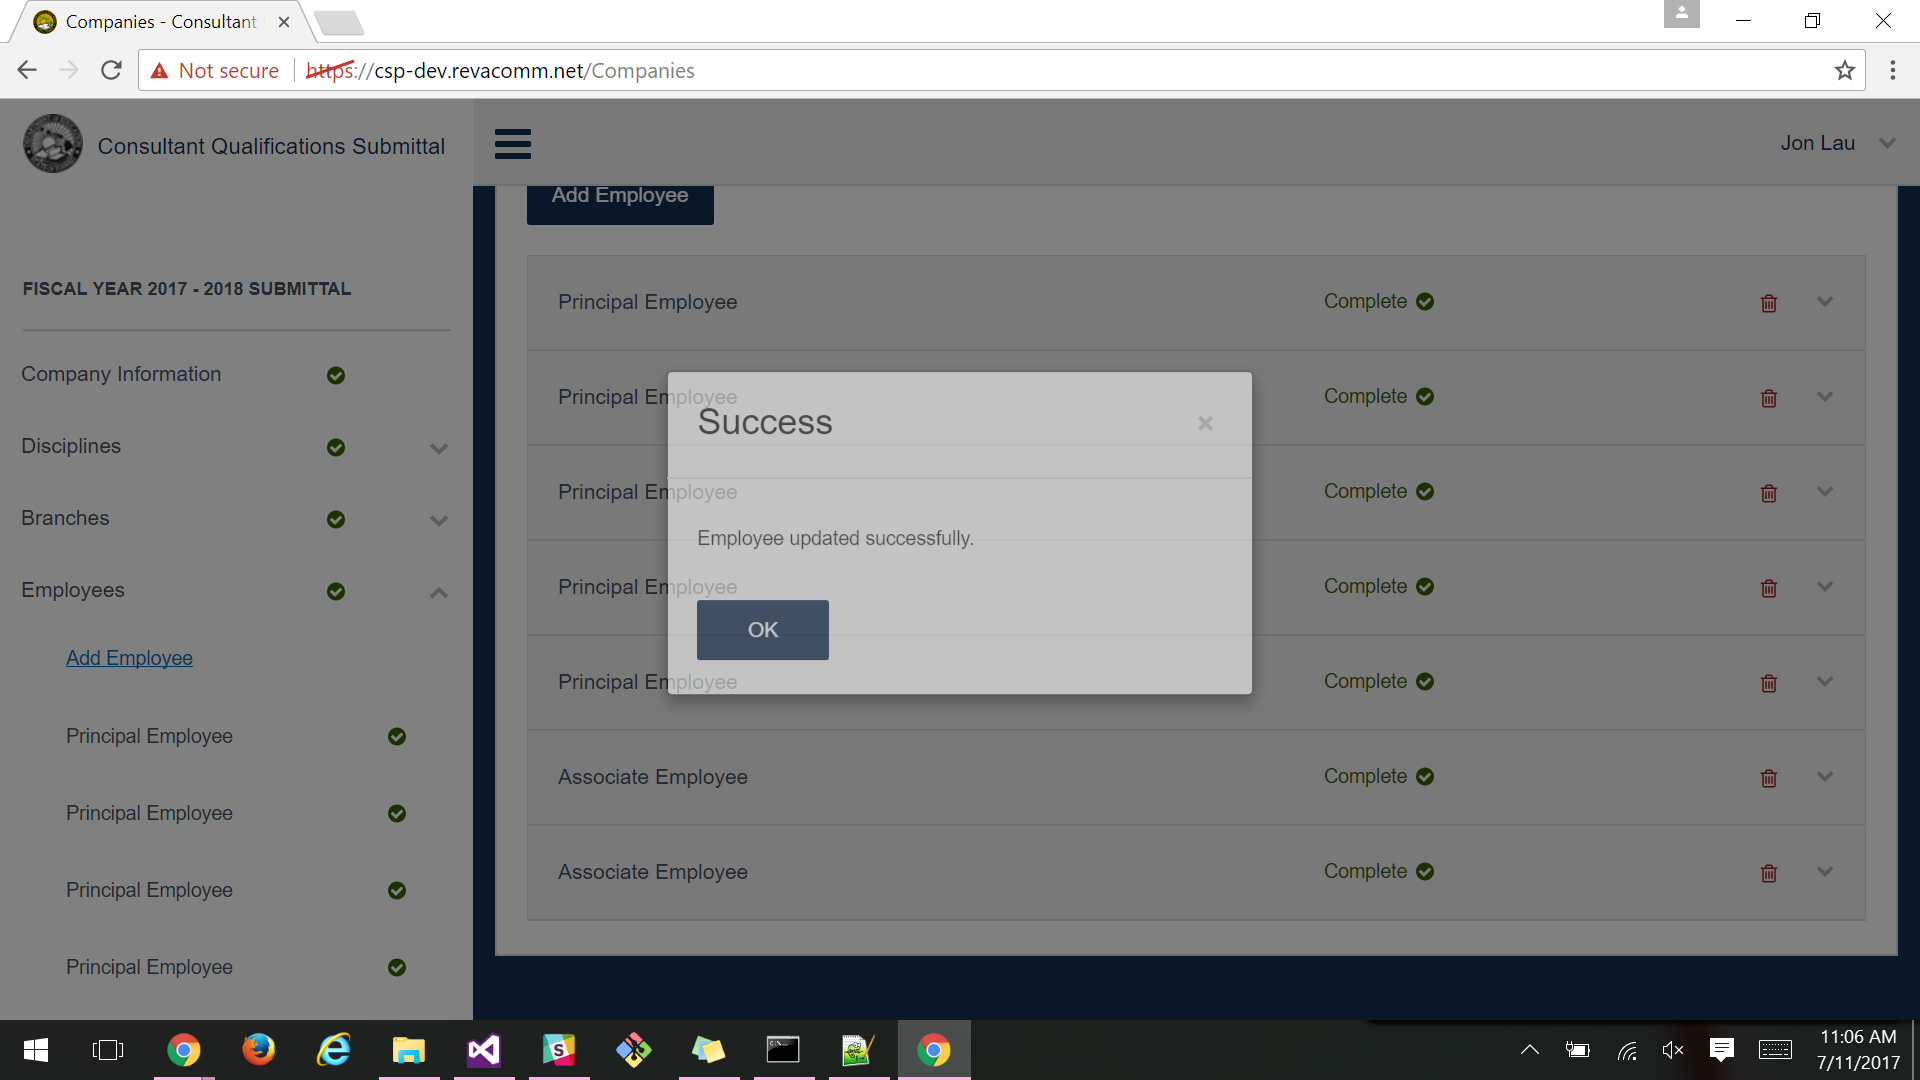 Companies - Consultant
Not secure
https://csp-dev.revacomm.net/Companies
Consultant Qualifications Submittal
Jon Lau
Add Employee
FISCAL YEAR 2017 - 2018 SUBMITTAL
Company Information
Disciplines
Branches
Employees
Add Employee
Principal Employee
Principal Employee
Principal Employee
Principal Employee
Principal Employee Complete
Principal Employee Complete
Principal Employee Complete
Principal Employee Complete
Principal Employee Complete
Associate Employee Complete
Associate Employee Complete
Success
Employee updated successfully.
OK
11:06 AM
7/11/2017